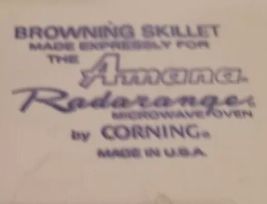 BROWNING SKILLET
MADE EXPRESSLY FOR
THE Amana®
Radarange®
MICROWAVE OVEN
by CORNING®
MADE IN U.S.A.